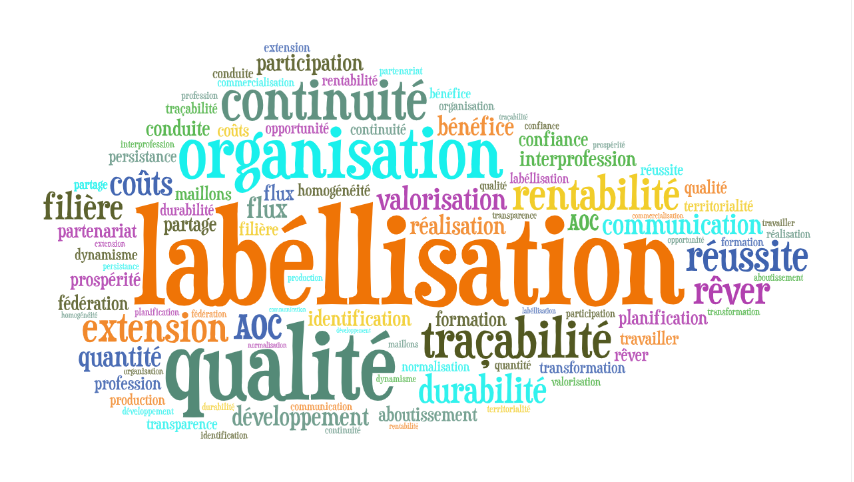 extension
participation
conduite
partenariat
commercialisation
rentabilité
profession
continuité
bénéfice
organisation
traçabilité
traçabilité
conduite
coûts
opportunité
continuité
bénéfice
confiance
confiance
interprofession
organisation
prospérité
persistance
interprofession
réussite
partage
coûts
maillons
flux
homogénéité
qualité
labéllisation
rentabilité
qualité
filière
durabilité
flux
valorisation
territorialité
partenariat
partage
filière
labéllisation
réalisation
transparence
AOC
communication
commercialisation
travailler
réalisation
extension
dynamisme
opportunité
formation
réussite
persistance
prospérité
production
aboutissement
rêver
fédération
homogénéité
planification
fédération
extension
AOC
identification
formation
labéllisation
participation
planification
transformation
développement
traçabilité
travailler
normalisation
maillons
rêver
quantité
organisation
qualité
normalisation
quantité
transformation
profession
dynamisme
durabilité
valorisation
production
développement
durabilité
communication
territorialité
développement
aboutissement
transparence
continuité
rentabilité
identification